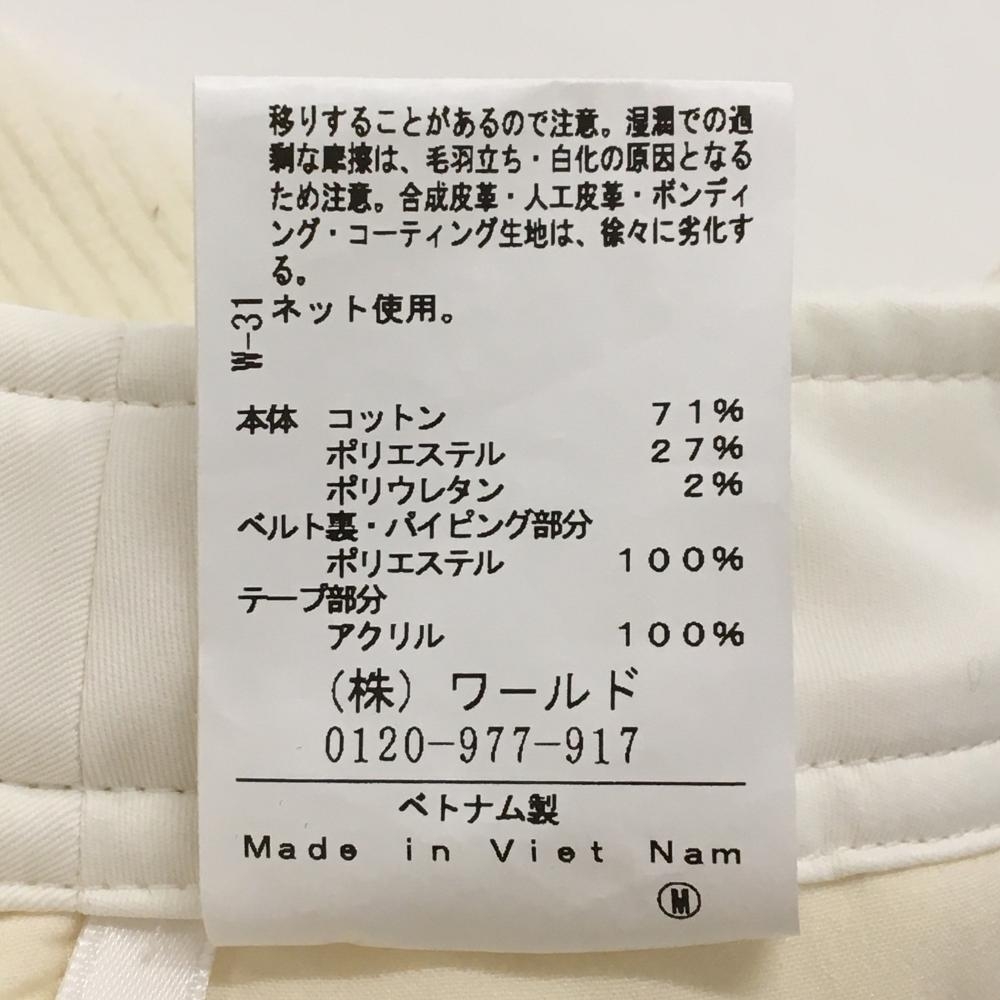 移りすることがあるので注意。湿潤での過
剰な摩擦は、毛羽立ち・白化の原因となる
ため注意。合成皮革・人工皮革・ボンディ
ング・コーティング生地は、徐々に劣化す
る。
ネット使用。
W-31
本体 コットン 71%
ポリエステル 27%
ポリウレタン 2%
ベルト裏・パイピング部分
ポリエステル 100%
テープ部分
アクリル 100%
(株) ワールド
0120-977-917
ベトナム製
Made in Viet Nam
M